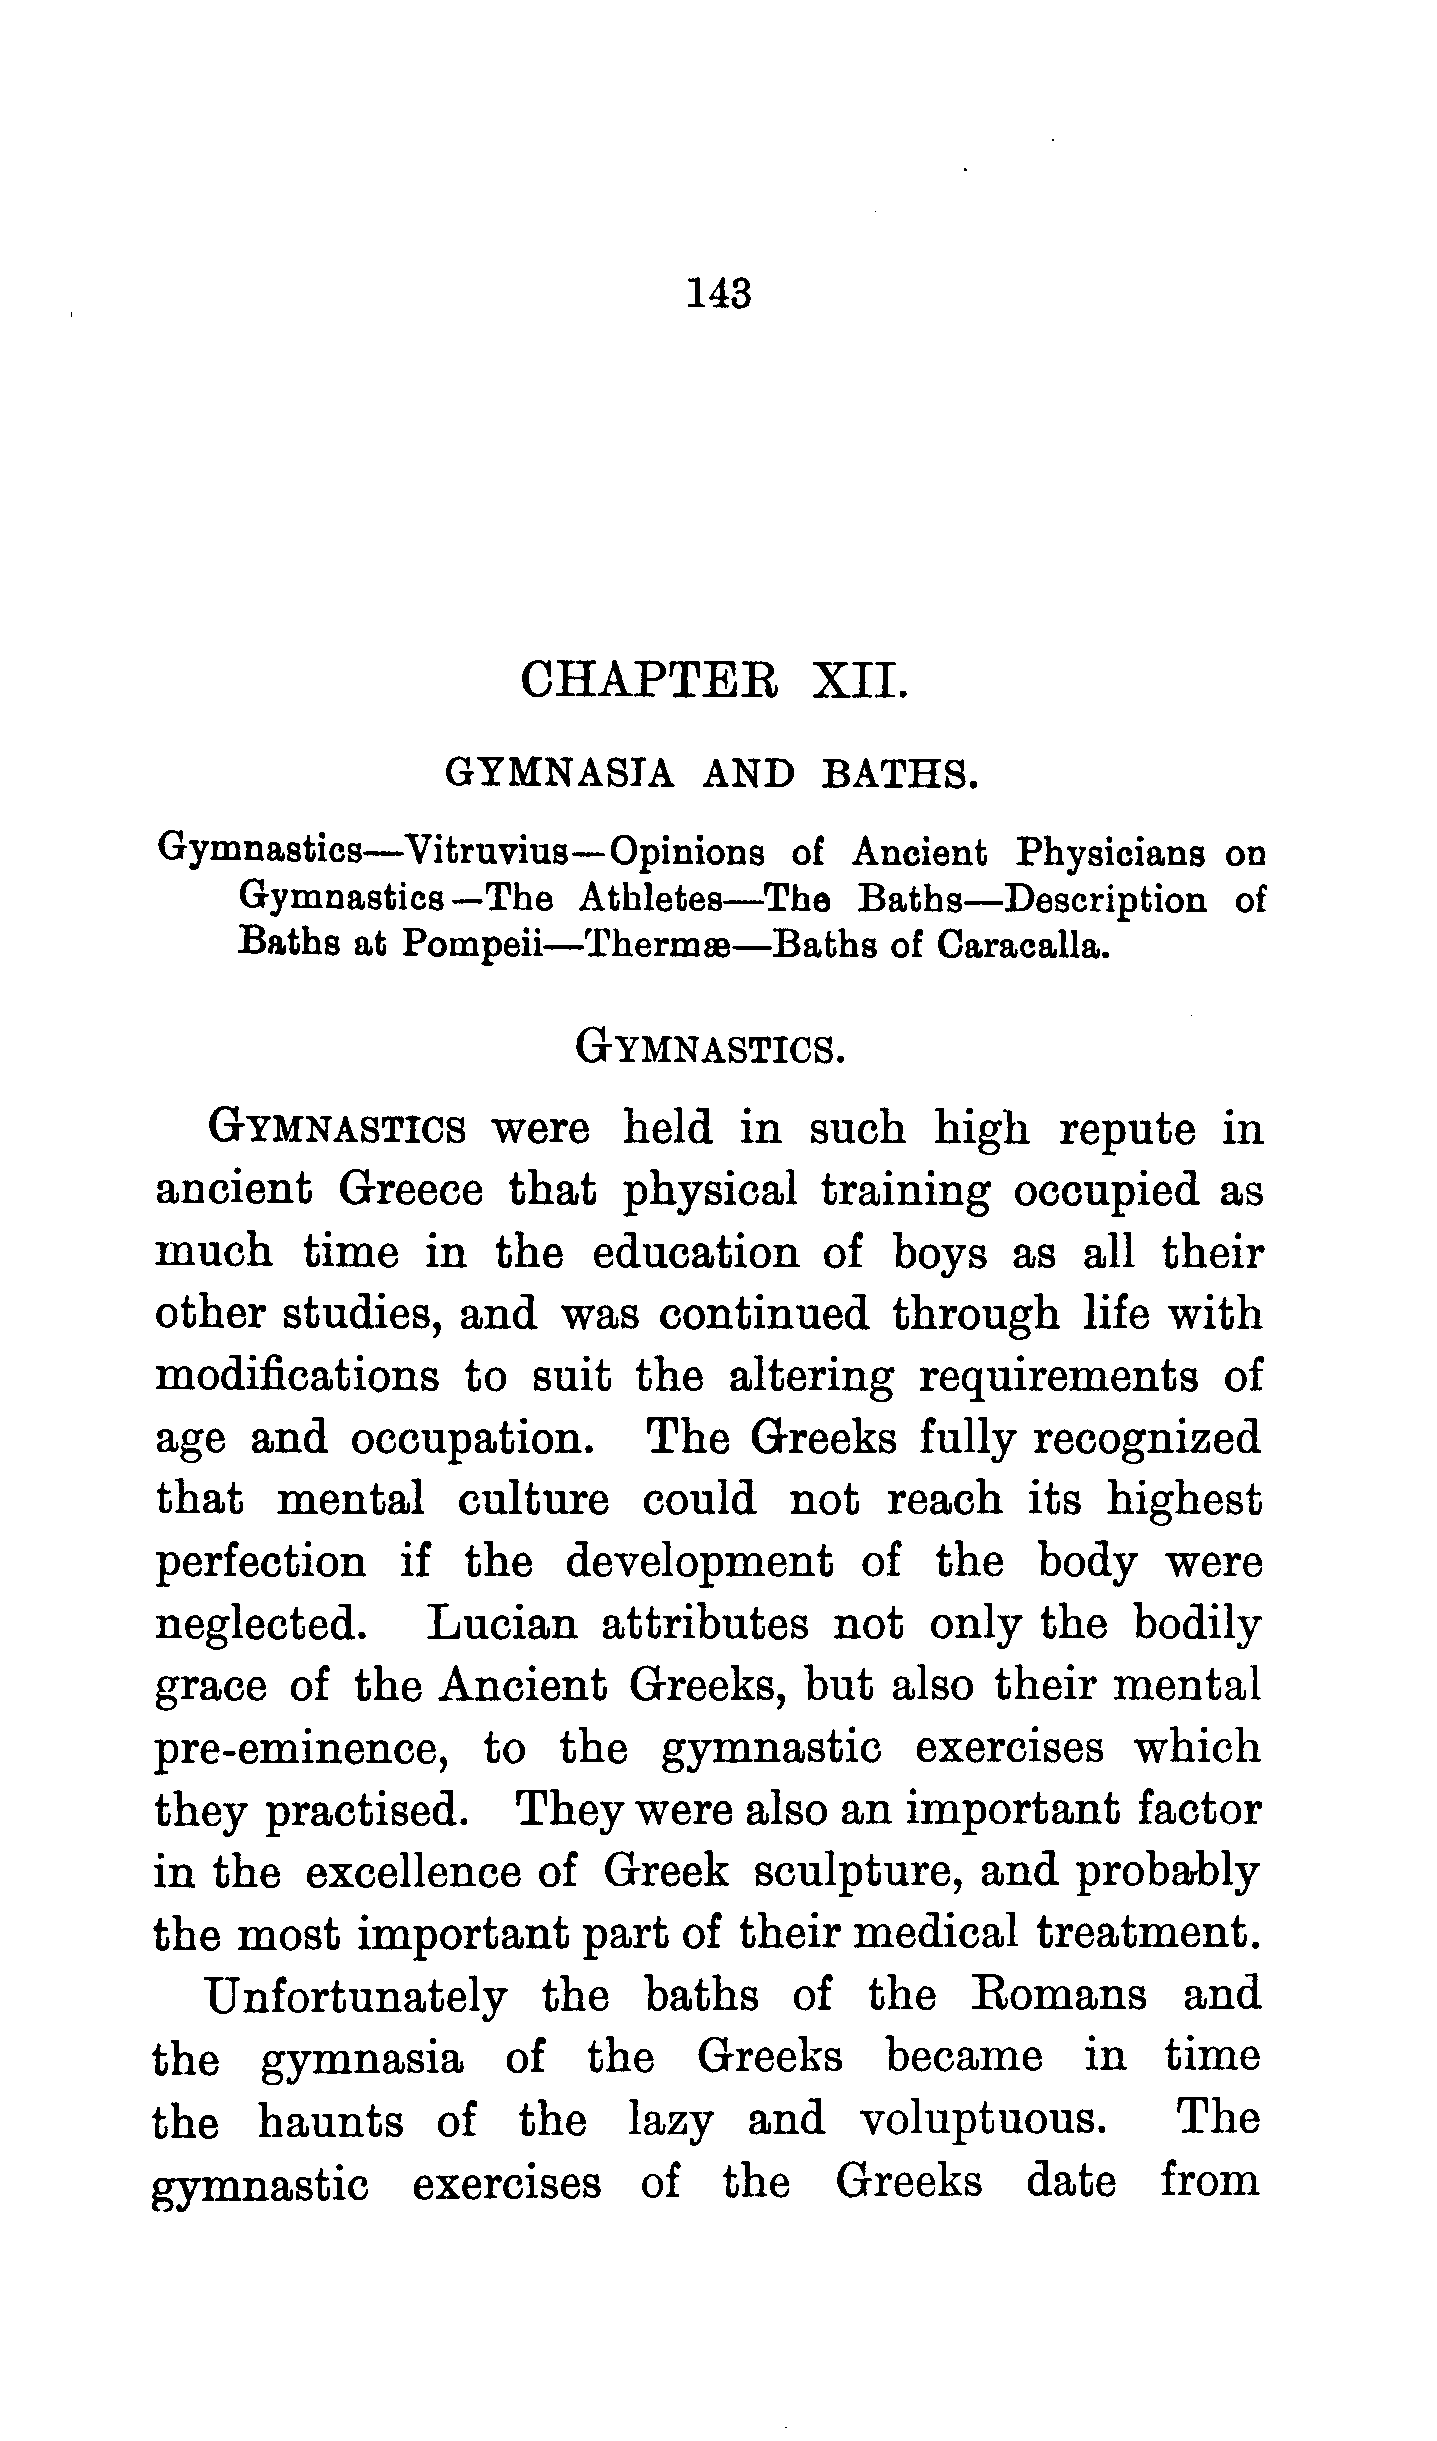 143
CHAPTER XII.
GYMNASIA AND BATHS.
Gymnastics—Vitruvius—Opinions of Ancient Physicians on
Gymnastics—The Athletes—The Baths—Description of
Baths at Pompeii—Thermæ—Baths of Caracalla.
GYMNASTICS.
GYMNASTICS were held in such high repute in
ancient Greece that physical training occupied as
much time in the education of boys as all their
other studies, and was continued through life with
modifications to suit the altering requirements of
age and occupation. The Greeks fully recognized
that mental culture could not reach its highest
perfection if the development of the body were
neglected. Lucian attributes not only the bodily
grace of the Ancient Greeks, but also their mental
pre-eminence, to the gymnastic exercises which
they practised. They were also an important factor
in the excellence of Greek sculpture, and probably
the most important part of their medical treatment.
Unfortunately the baths of the Romans and
the gymnasia of the Greeks became in time
the haunts of the lazy and voluptuous. The
gymnastic exercises of the Greeks date from